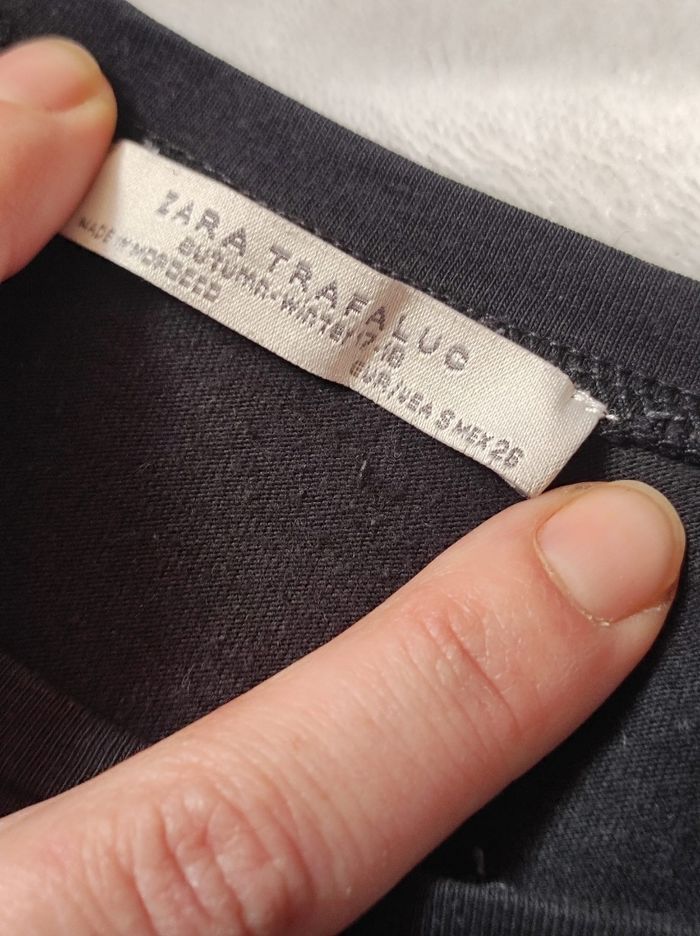 ZARA TRAFALUC
autumn-winter 17/18
MADE IN MOROCCO
EUR/USA S MEX 26